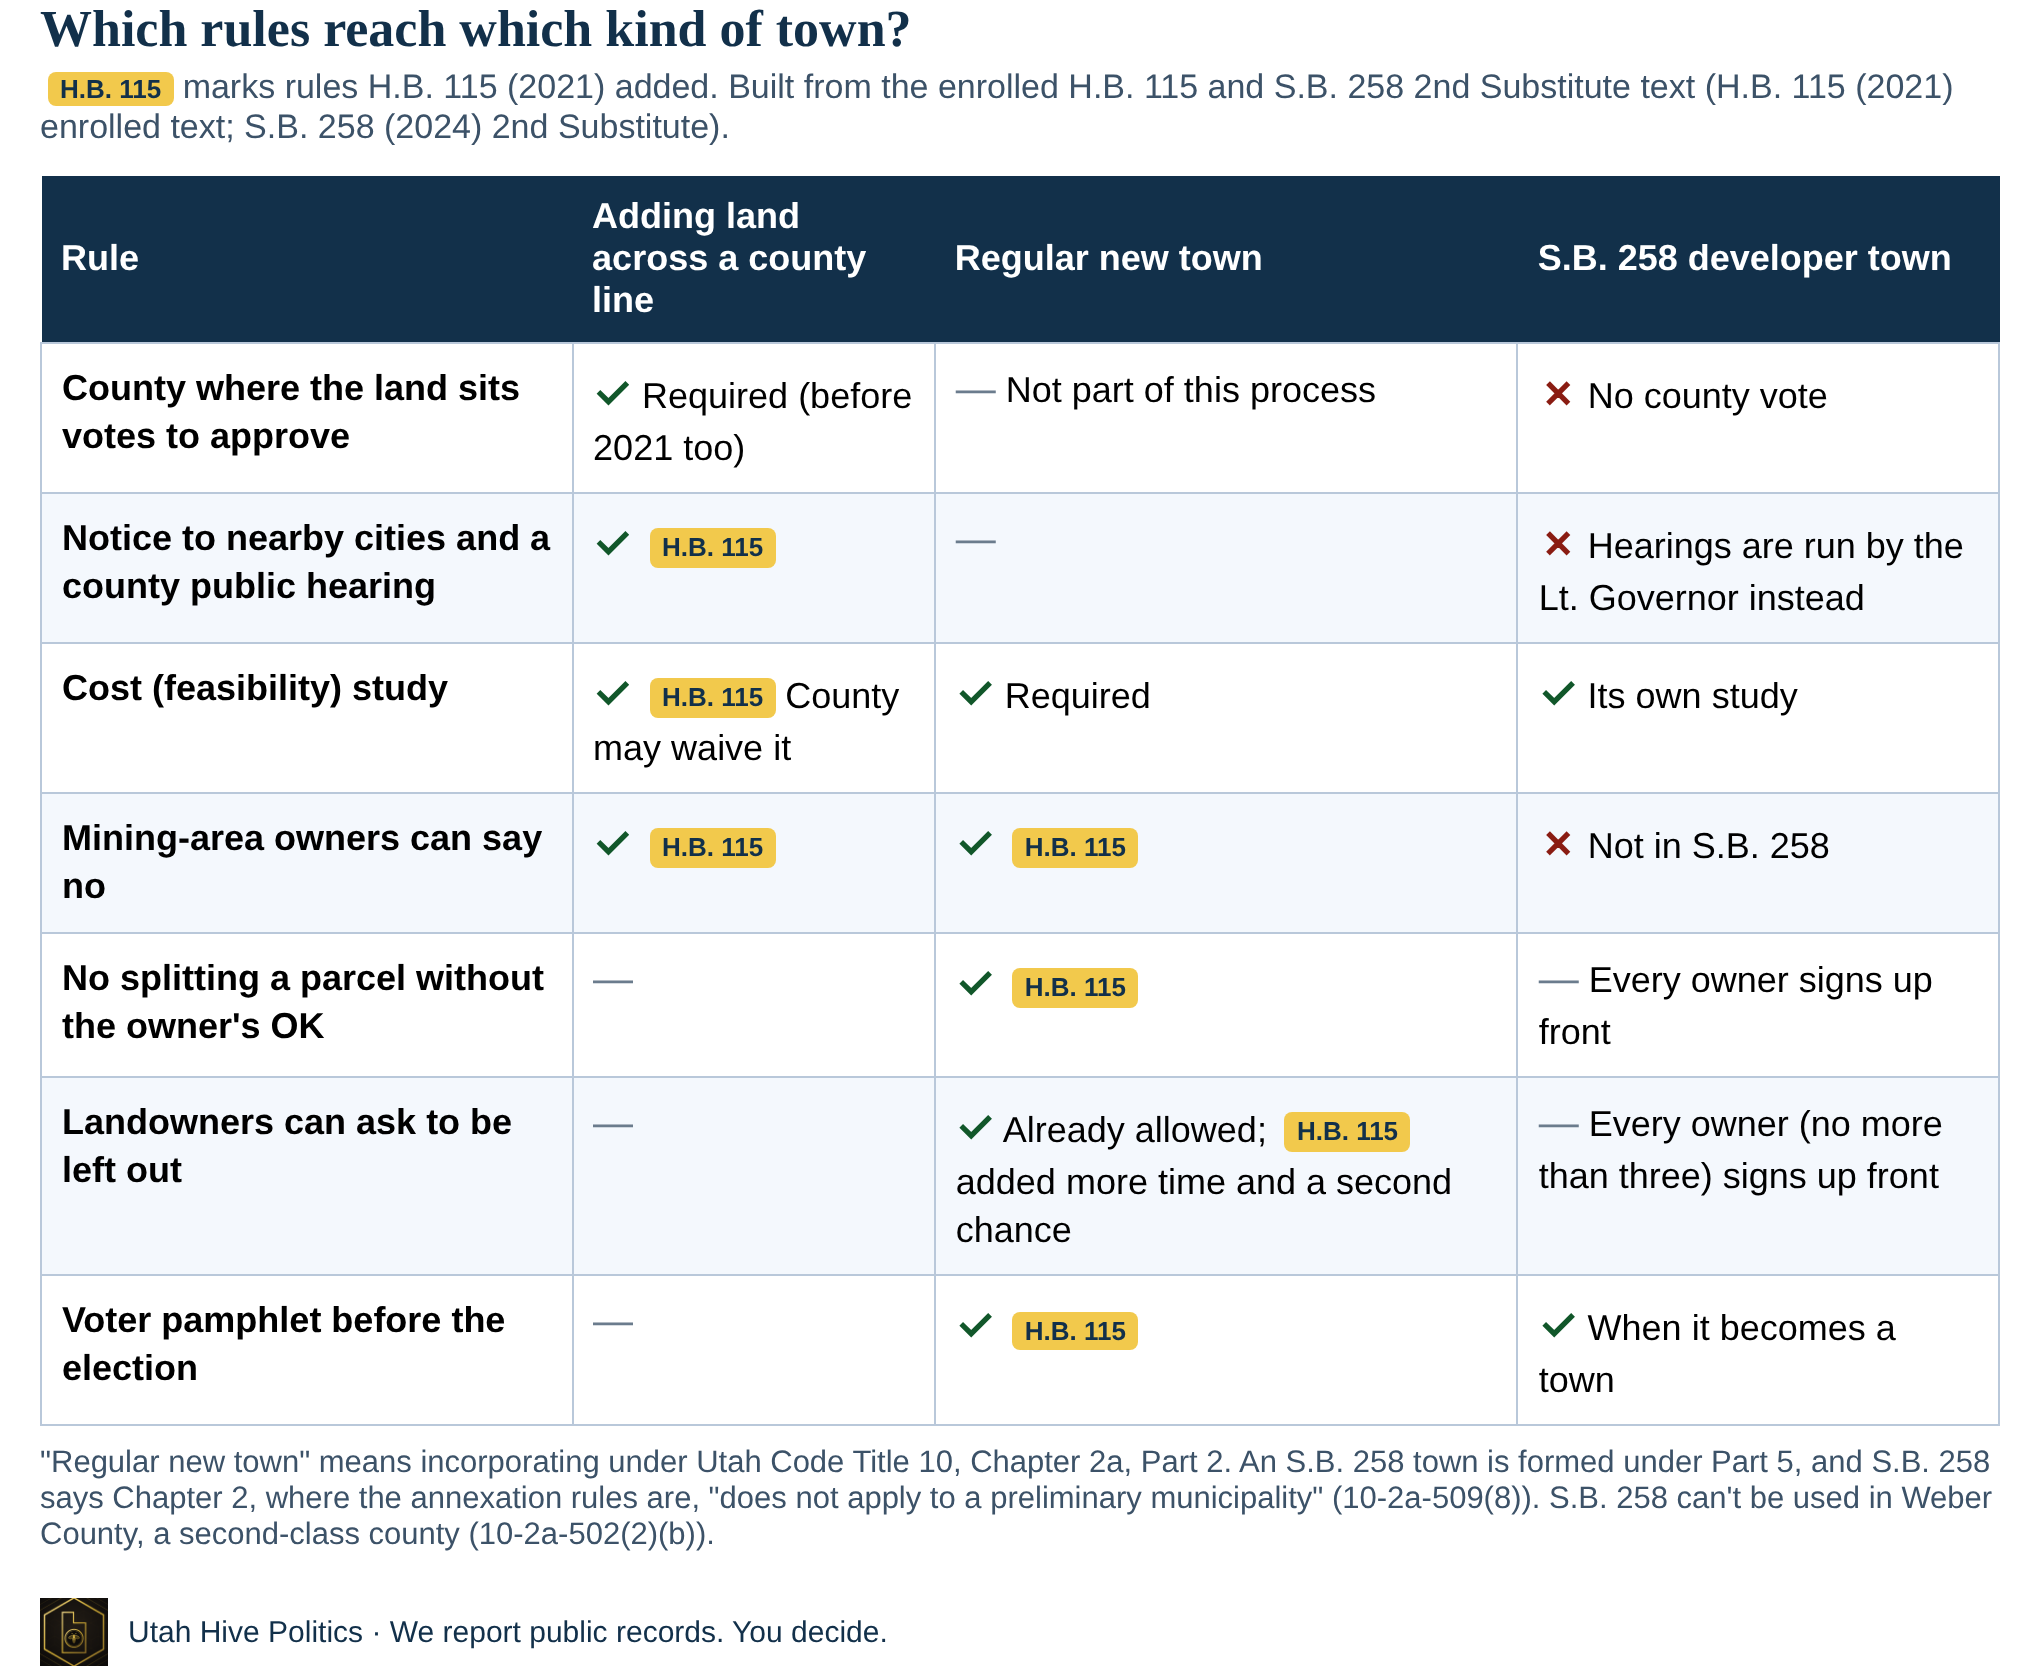 Which rules reach which kind of town?
H.B. 115 marks rules H.B. 115 (2021) added. Built from the enrolled H.B. 115 and S.B. 258 2nd Substitute text (H.B. 115 (2021)
enrolled text; S.B. 258 (2024) 2nd Substitute).
Rule
Adding land
across a county
line
Regular new town
S.B. 258 developer town
County where the land sits
votes to approve
✓ Required (before
2021 too)
— Not part of this process
✕ No county vote
Notice to nearby cities and a
county public hearing
✓ H.B. 115
—
✕ Hearings are run by the
Lt. Governor instead
Cost (feasibility) study
✓ H.B. 115 County
may waive it
✓ Required
✓ Its own study
Mining-area owners can say
no
✓ H.B. 115
✓ H.B. 115
✕ Not in S.B. 258
No splitting a parcel without
the owner's OK
—
✓ H.B. 115
— Every owner signs up
front
Landowners can ask to be
left out
—
✓ Already allowed; H.B. 115
added more time and a second
chance
— Every owner (no more
than three) signs up front
Voter pamphlet before the
election
—
✓ H.B. 115
✓ When it becomes a
town
"Regular new town" means incorporating under Utah Code Title 10, Chapter 2a, Part 2. An S.B. 258 town is formed under Part 5, and S.B. 258
says Chapter 2, where the annexation rules are, "does not apply to a preliminary municipality" (10-2a-509(8)). S.B. 258 can't be used in Weber
County, a second-class county (10-2a-502(2)(b)).
Utah Hive Politics · We report public records. You decide.